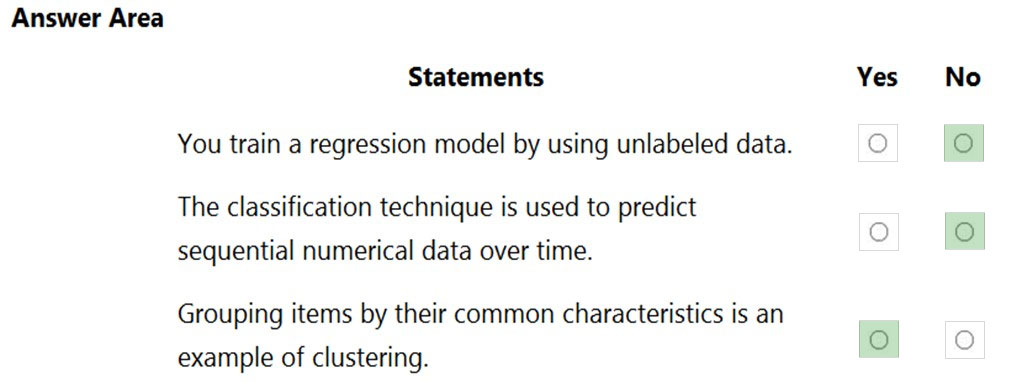 Answer Area
Statements Yes No
You train a regression model by using unlabeled data.
The classification technique is used to predict
sequential numerical data over time.
Grouping items by their common characteristics is an
example of clustering.